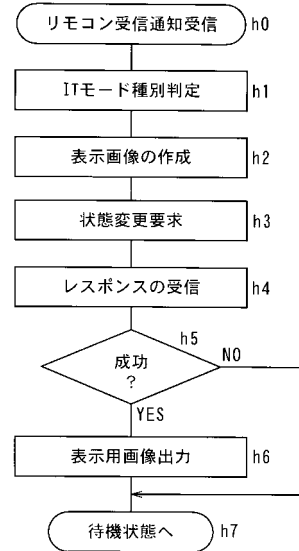 リモコン受信通知受信 h0
ITモード種別判定 h1
表示画像の作成 h2
状態変更要求 h3
レスポンスの受信 h4
h5
成功 NO
?
YES
表示用画像出力 h6
待機状態へ h7